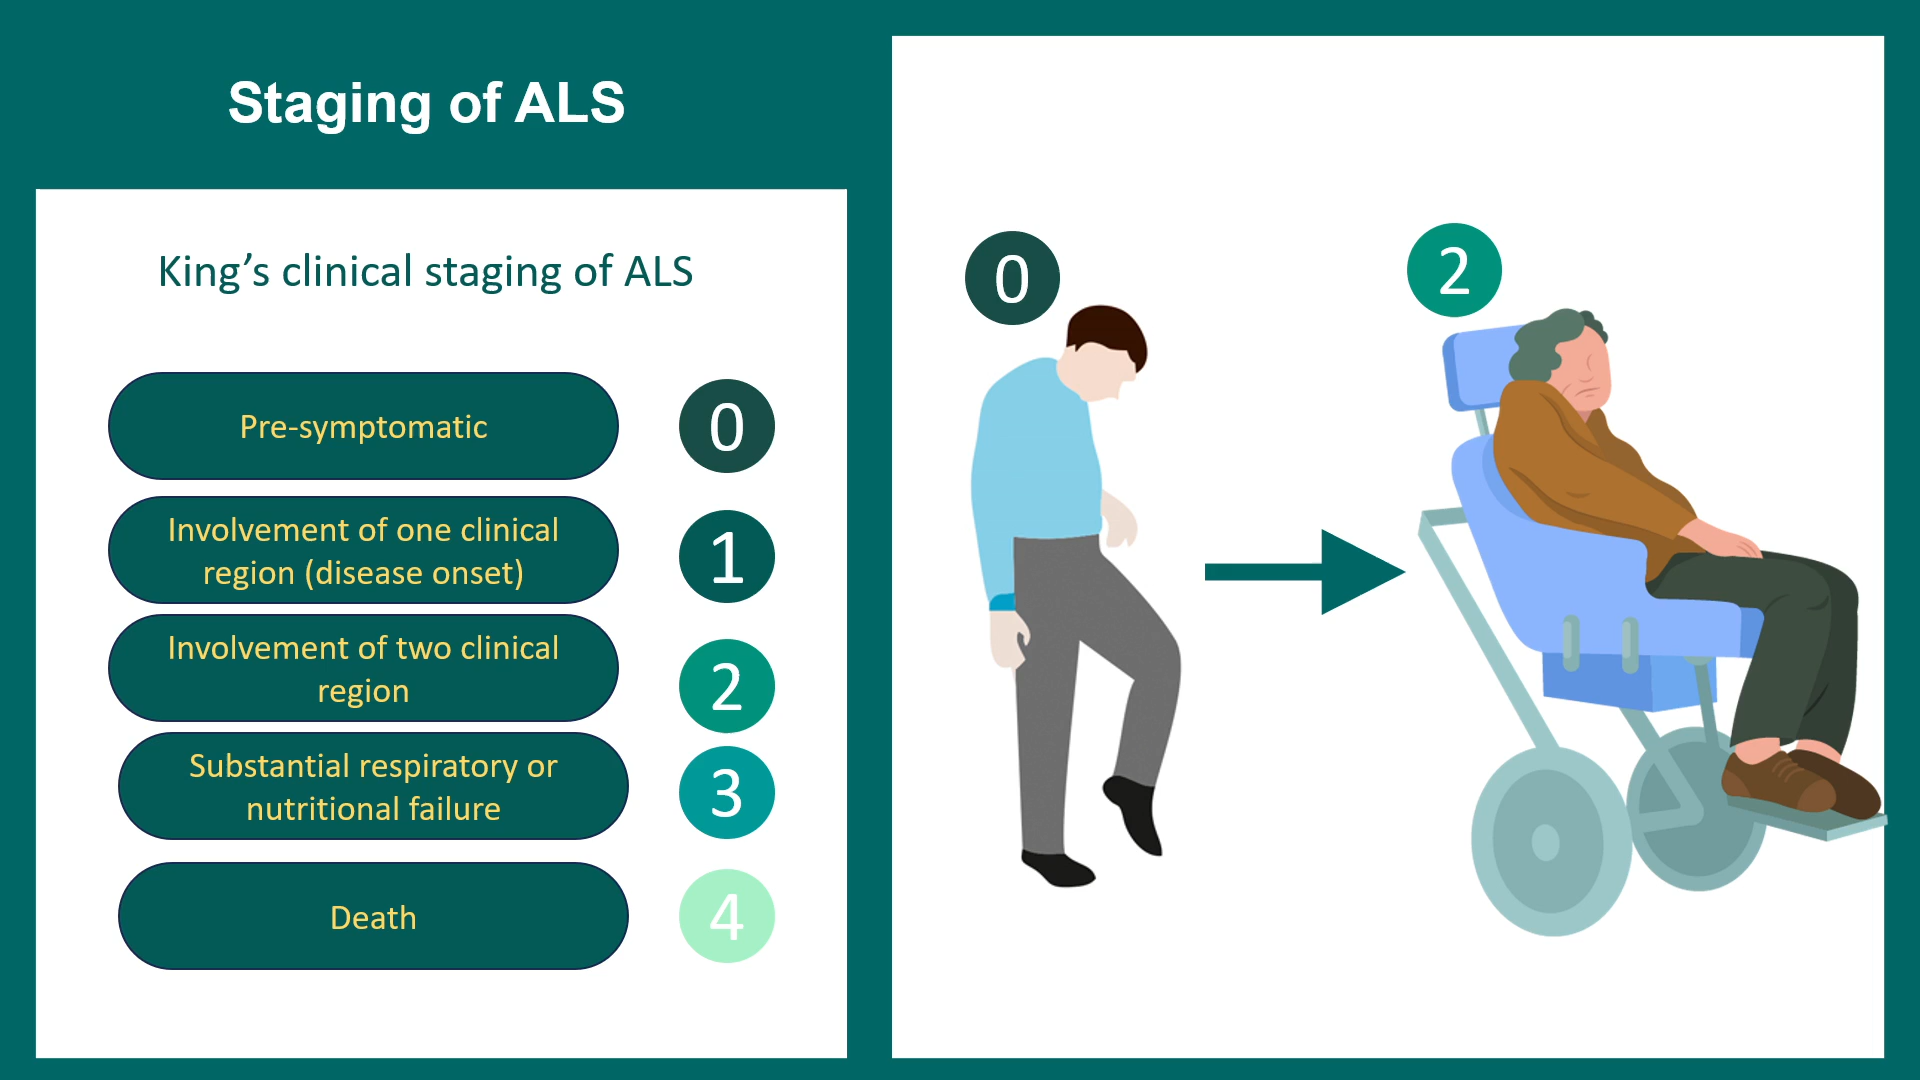 Staging of ALS
King’s clinical staging of ALS
Pre-symptomatic
0
Involvement of one clinical
region (disease onset)
1
Involvement of two clinical
region
2
Substantial respiratory or
nutritional failure
3
Death
4
0
2